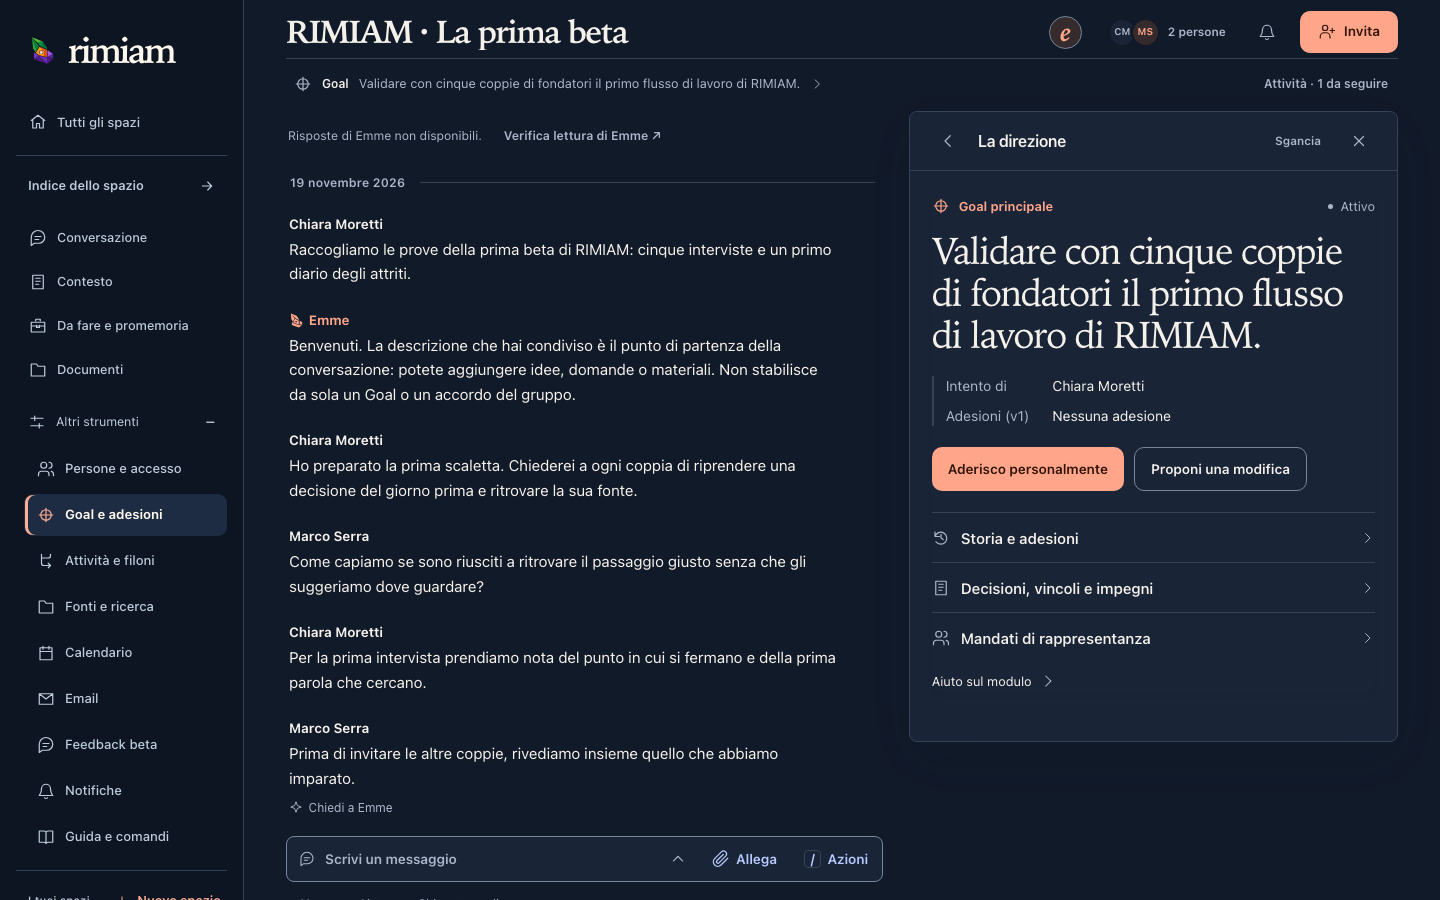 rimiam
Tutti gli spazi
Indice dello spazio
Conversazione
Contesto
Da fare e promemoria
Documenti
Altri strumenti
Persone e accesso
Goal e adesioni
Attività e filoni
Fonti e ricerca
Calendario
Email
Feedback beta
Notifiche
Guida e comandi
RIMIAM · La prima beta
e
CM MS 2 persone
Invita
Goal Validare con cinque coppie di fondatori il primo flusso di lavoro di RIMIAM.
Attività · 1 da seguire
Risposte di Emme non disponibili. Verifica lettura di Emme
19 novembre 2026
Chiara Moretti
Raccogliamo le prove della prima beta di RIMIAM: cinque interviste e un primo
diario degli attriti.
Emme
Benvenuti. La descrizione che hai condiviso è il punto di partenza della
conversazione: potete aggiungere idee, domande o materiali. Non stabilisce
da sola un Goal o un accordo del gruppo.
Chiara Moretti
Ho preparato la prima scaletta. Chiederei a ogni coppia di riprendere una
decisione del giorno prima e ritrovare la sua fonte.
Marco Serra
Come capiamo se sono riusciti a ritrovare il passaggio giusto senza che gli
suggeriamo dove guardare?
Chiara Moretti
Per la prima intervista prendiamo nota del punto in cui si fermano e della prima
parola che cercano.
Marco Serra
Prima di invitare le altre coppie, rivediamo insieme quello che abbiamo
imparato.
Chiedi a Emme
Scrivi un messaggio
Allega
/ Azioni
La direzione
Sgancia
Goal principale
Attivo
Validare con cinque coppie
di fondatori il primo flusso
di lavoro di RIMIAM.
Intento di Chiara Moretti
Adesioni (v1) Nessuna adesione
Aderisco personalmente
Proponi una modifica
Storia e adesioni
Decisioni, vincoli e impegni
Mandati di rappresentanza
Aiuto sul modulo